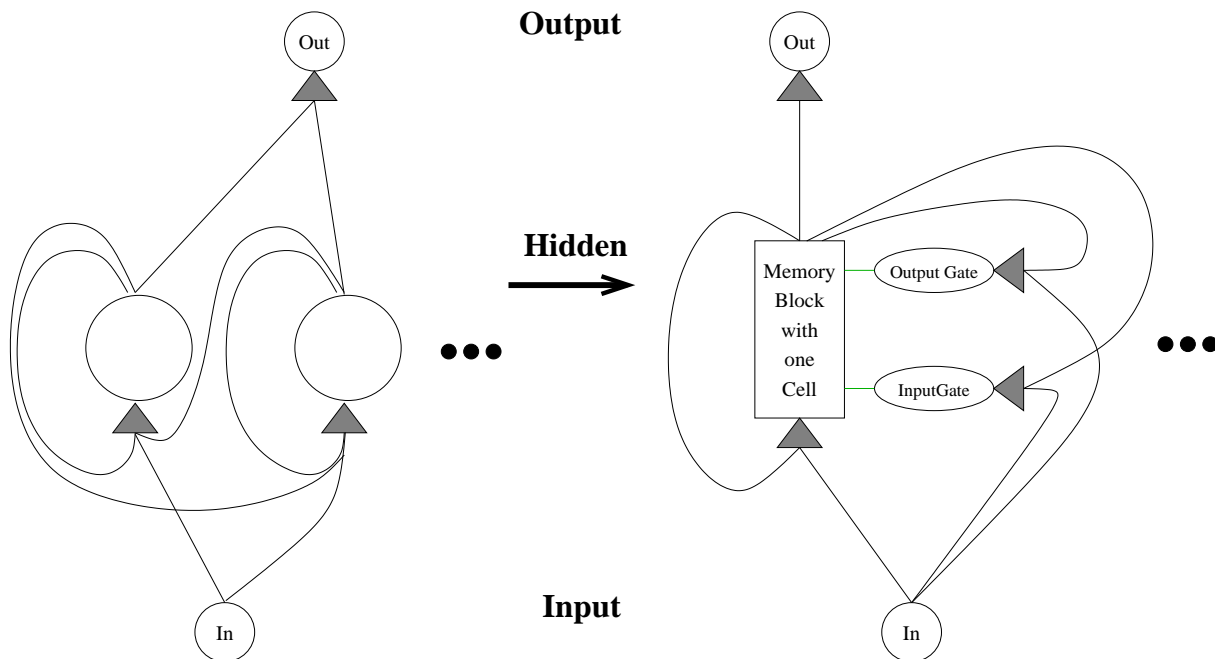 Output
Out
Out
Hidden
Memory
Block
with
one
Cell
Output Gate
InputGate
Input
In
In